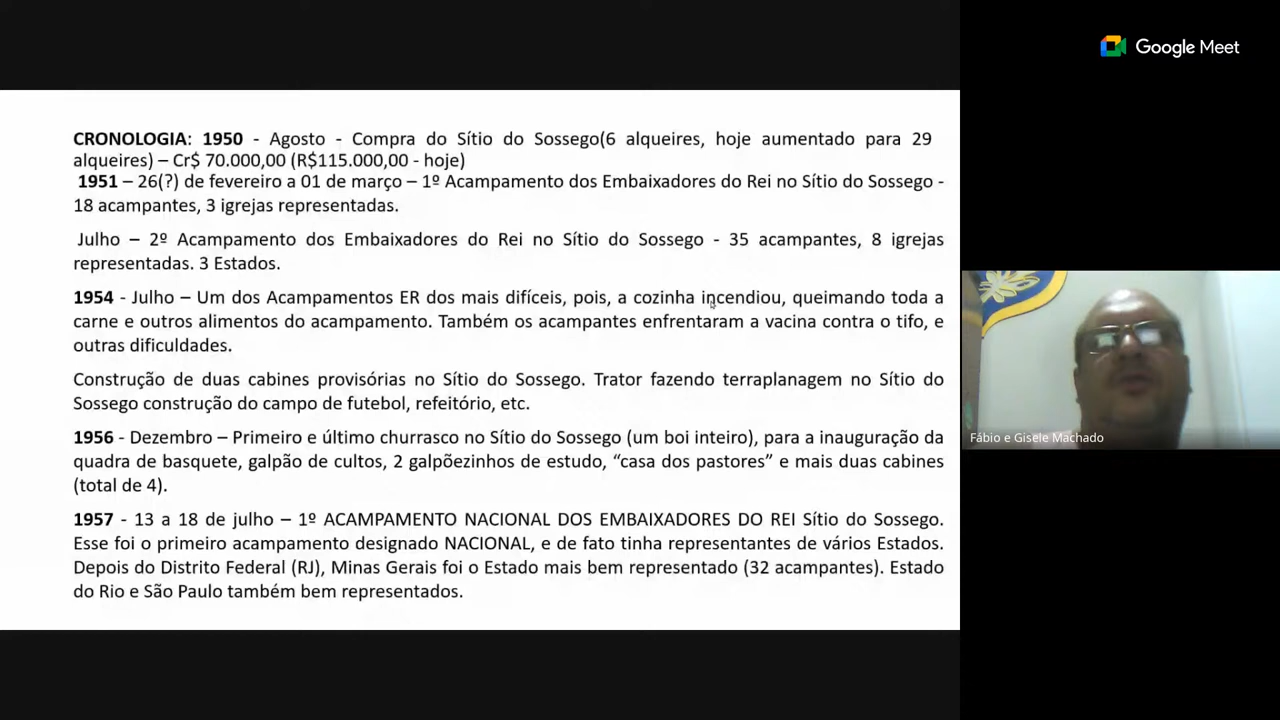 Google Meet
CRONOLOGIA: 1950 - Agosto - Compra do Sítio do Sossego(6 alqueires, hoje aumentado para 29
alqueires) – Cr$ 70.000,00 (R$115.000,00 - hoje)
1951 – 26(?) de fevereiro a 01 de março – 1º Acampamento dos Embaixadores do Rei no Sítio do Sossego -
18 acampantes, 3 igrejas representadas.
Julho – 2º Acampamento dos Embaixadores do Rei no Sítio do Sossego - 35 acampantes, 8 igrejas
representadas. 3 Estados.
1954 - Julho – Um dos Acampamentos ER dos mais difíceis, pois, a cozinha incendiou, queimando toda a
carne e outros alimentos do acampamento. Também os acampantes enfrentaram a vacina contra o tifo, e
outras dificuldades.
Construção de duas cabines provisórias no Sítio do Sossego. Trator fazendo terraplanagem no Sítio do
Sossego construção do campo de futebol, refeitório, etc.
1956 - Dezembro – Primeiro e último churrasco no Sítio do Sossego (um boi inteiro), para a inauguração da
quadra de basquete, galpão de cultos, 2 galpõezinhos de estudo, “casa dos pastores” e mais duas cabines
(total de 4).
1957 - 13 a 18 de julho – 1º ACAMPAMENTO NACIONAL DOS EMBAIXADORES DO REI Sítio do Sossego.
Esse foi o primeiro acampamento designado NACIONAL, e de fato tinha representantes de vários Estados.
Depois do Distrito Federal (RJ), Minas Gerais foi o Estado mais bem representado (32 acampantes). Estado
do Rio e São Paulo também bem representados.
Fábio e Gisele Machado